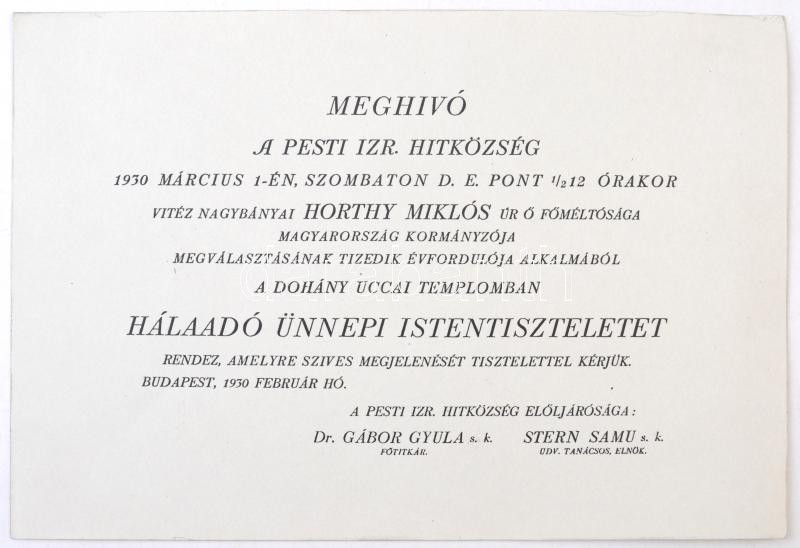 MEGHIVÓ
A PESTI IZR. HITKÖZSÉG
1930 MÁRCIUS 1-ÉN, SZOMBATON D. E. PONT 1/2 12 ÓRAKOR
VITÉZ NAGYBÁNYAI HORTHY MIKLÓS ÚR Ő FŐMÉLTÓSÁGA
MAGYARORSZÁG KORMÁNYZÓJA
MEGVÁLASZTÁSÁNAK TIZEDIK ÉVFORDULÓJA ALKALMÁBÓL
A DOHÁNY UCCAI TEMPLOMBAN
HÁLAADÓ ÜNNEPI ISTENTISZTELETET
RENDEZ, AMELYRE SZIVES MEGJELENÉSÉT TISZTELETTEL KÉRJÜK.
BUDAPEST, 1930 FEBRUÁR HÓ.
A PESTI IZR. HITKÖZSÉG ELŐLJÁRÓSÁGA:
Dr. GÁBOR GYULA s. k. STERN SAMU s. k.
FŐTITKÁR. UDV. TANÁCSOS, ELNÖK.